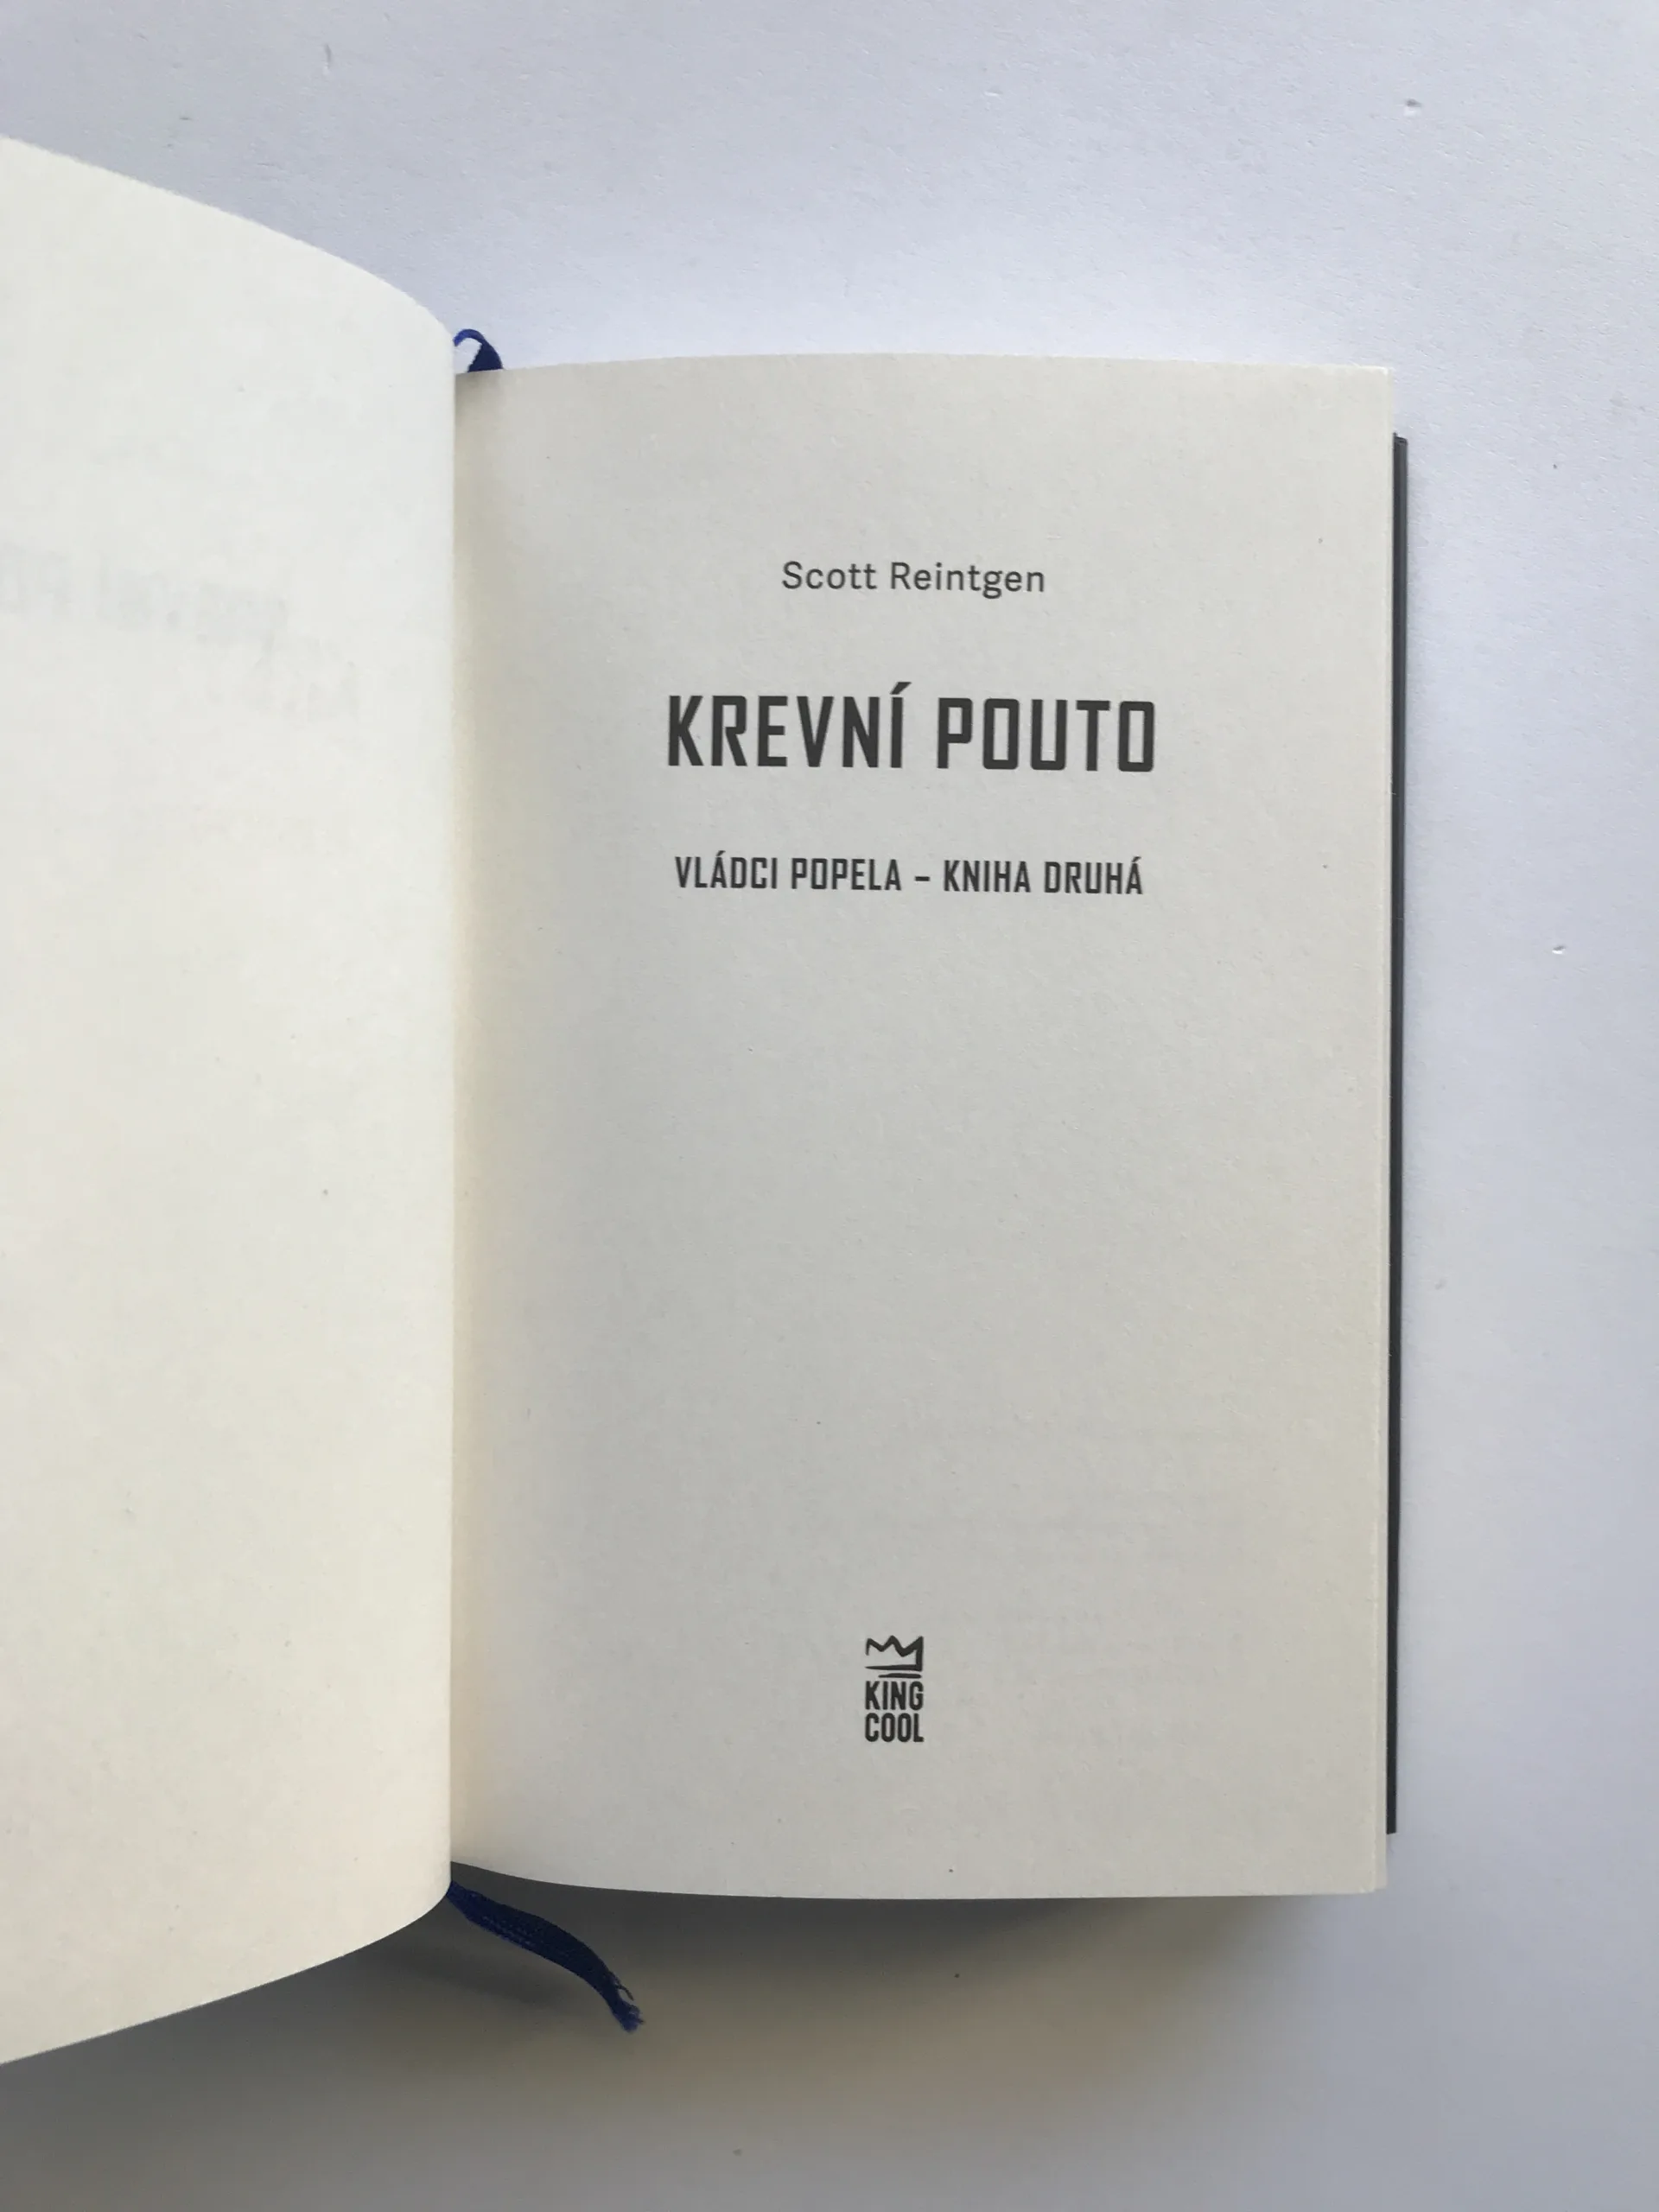 Scott Reintgen
KREVNÍ POUTO
VLÁDCI POPELA – KNIHA DRUHÁ
KING
COOL